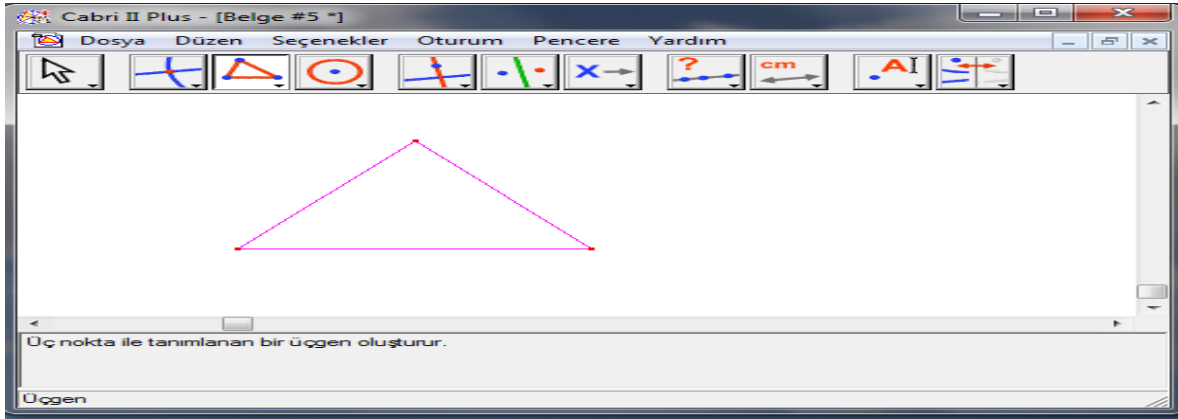 Cabri II Plus - [Belge #5 *]
Dosya Düzen Seçenekler Oturum Pencere Yardım
? cm A
Üç nokta ile tanımlanan bir üçgen oluşturur.
Üçgen